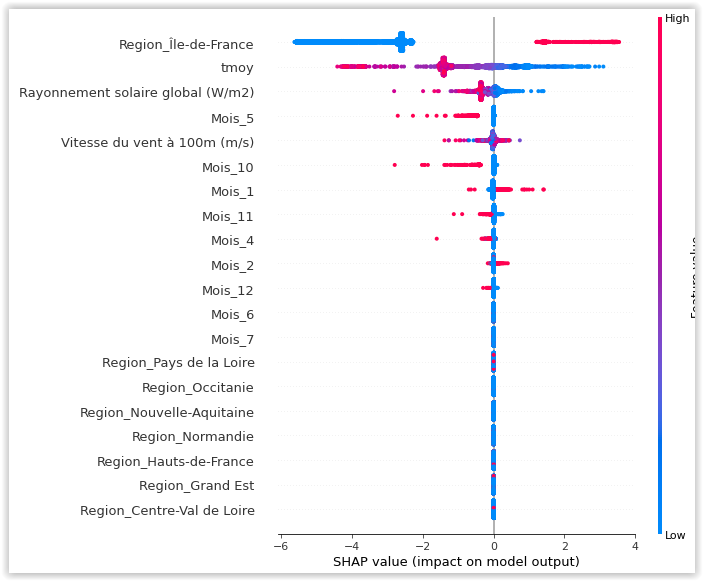 High
Region_Île-de-France
tmoy
Rayonnement solaire global (W/m2)
Mois_5
Vitesse du vent à 100m (m/s)
Mois_10
Mois_1
Mois_11
Mois_4
Mois_2
Mois_12
Mois_6
Mois_7
Region_Pays de la Loire
Region_Occitanie
Region_Nouvelle-Aquitaine
Region_Normandie
Region_Hauts-de-France
Region_Grand Est
Region_Centre-Val de Loire
Feature value
Low
−6 −4 −2 0 2 4
SHAP value (impact on model output)